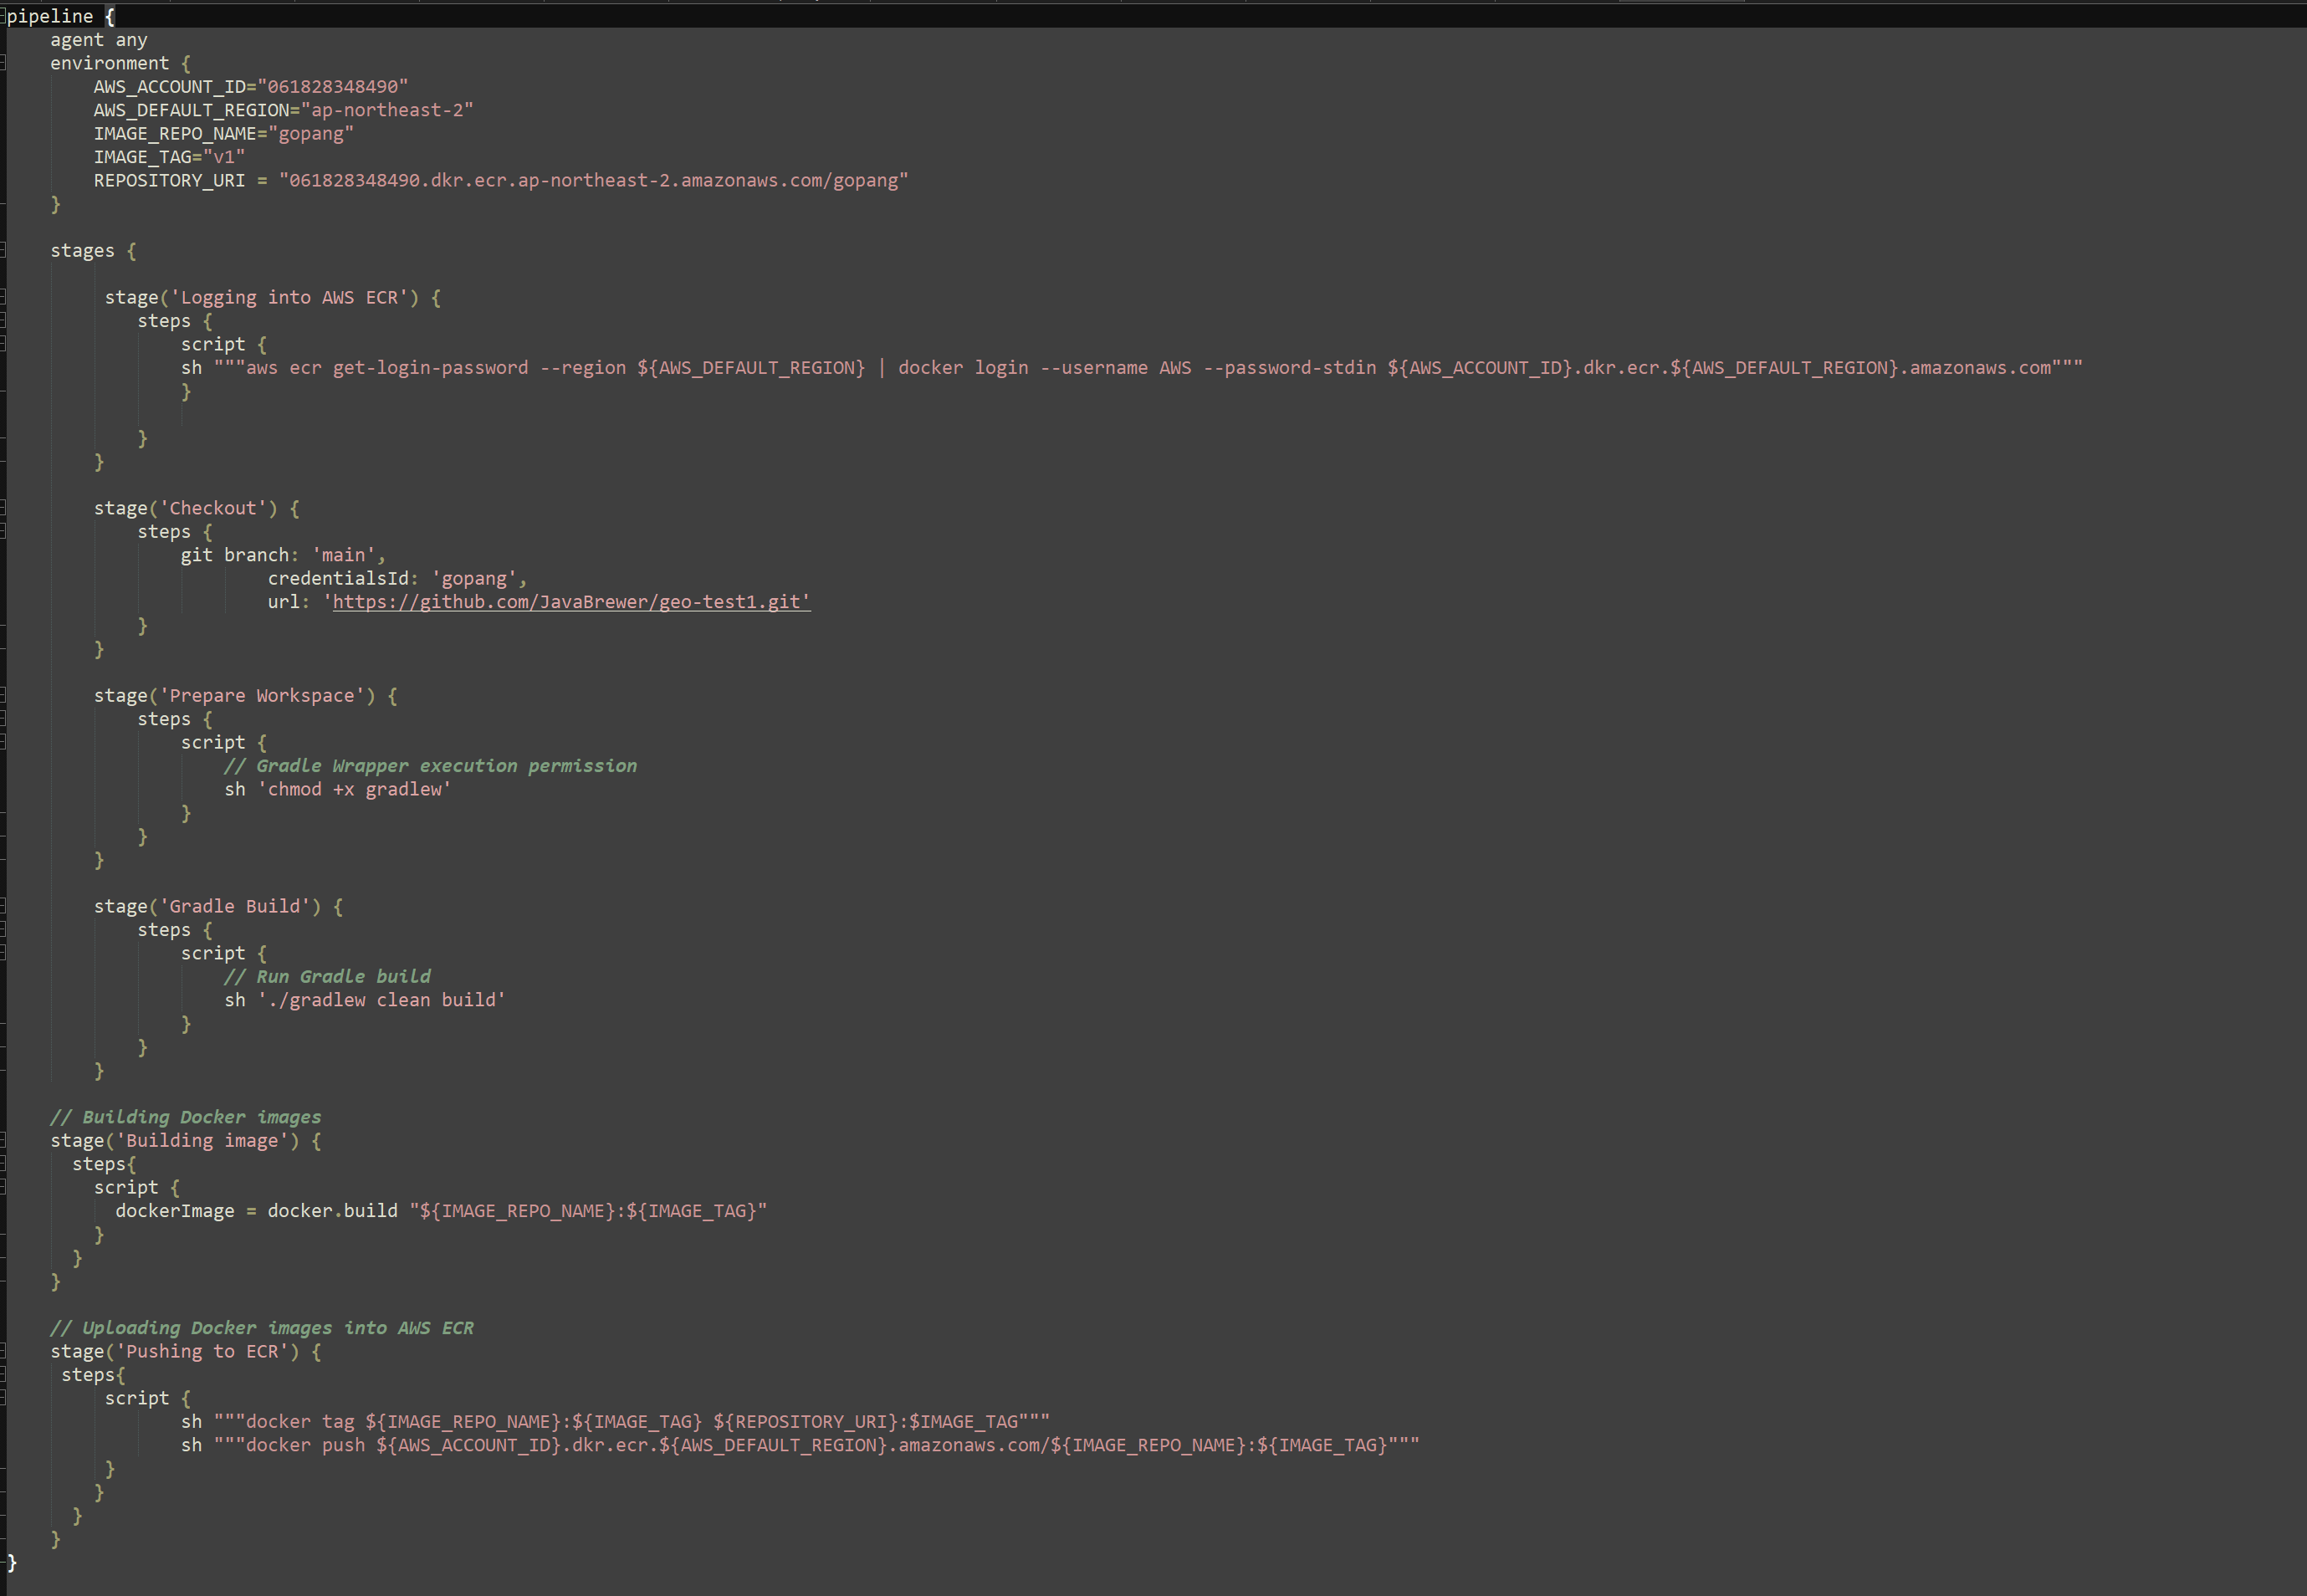 pipeline {
    agent any
    environment {
        AWS_ACCOUNT_ID="061828348490"
        AWS_DEFAULT_REGION="ap-northeast-2"
        IMAGE_REPO_NAME="gopang"
        IMAGE_TAG="v1"
        REPOSITORY_URI = "061828348490.dkr.ecr.ap-northeast-2.amazonaws.com/gopang"
    }

    stages {

         stage('Logging into AWS ECR') {
            steps {
                script {
                sh """aws ecr get-login-password --region ${AWS_DEFAULT_REGION} | docker login --username AWS --password-stdin ${AWS_ACCOUNT_ID}.dkr.ecr.${AWS_DEFAULT_REGION}.amazonaws.com"""
                }

            }
        }

        stage('Checkout') {
            steps {
                git branch: 'main',
                        credentialsId: 'gopang',
                        url: 'https://github.com/JavaBrewer/geo-test1.git'
            }
        }

        stage('Prepare Workspace') {
            steps {
                script {
                    // Gradle Wrapper execution permission
                    sh 'chmod +x gradlew'
                }
            }
        }

        stage('Gradle Build') {
            steps {
                script {
                    // Run Gradle build
                    sh './gradlew clean build'
                }
            }
        }

    // Building Docker images
    stage('Building image') {
      steps{
        script {
          dockerImage = docker.build "${IMAGE_REPO_NAME}:${IMAGE_TAG}"
        }
      }
    }

    // Uploading Docker images into AWS ECR
    stage('Pushing to ECR') {
     steps{
         script {
                sh """docker tag ${IMAGE_REPO_NAME}:${IMAGE_TAG} ${REPOSITORY_URI}:$IMAGE_TAG"""
                sh """docker push ${AWS_ACCOUNT_ID}.dkr.ecr.${AWS_DEFAULT_REGION}.amazonaws.com/${IMAGE_REPO_NAME}:${IMAGE_TAG}"""
         }
        }
      }
    }
}